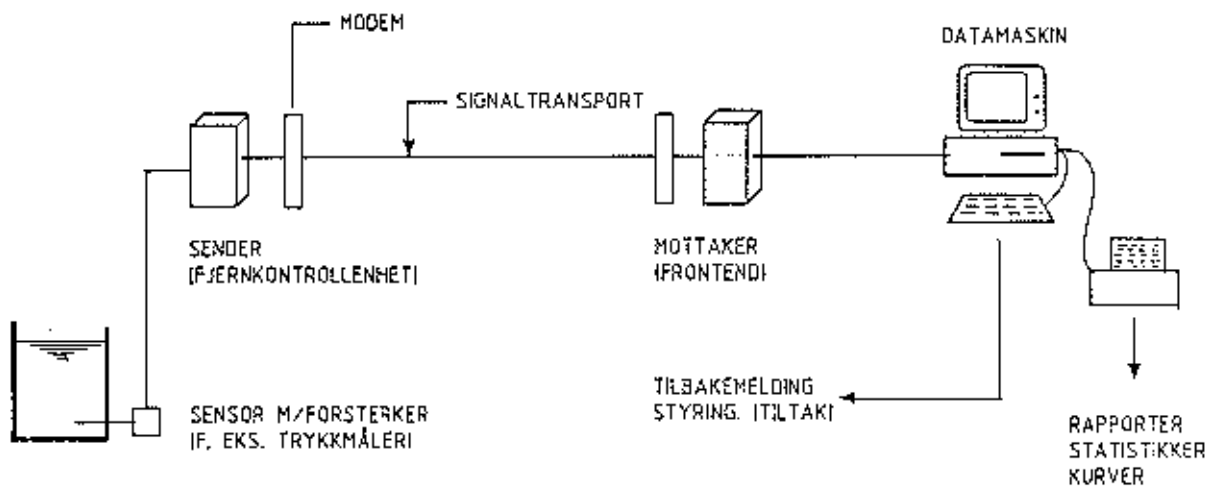 MODEM
DATAMASKIN
SIGNALTRANSPORT
SENDER
(FJERNKONTROLLENHET)
MOTTAKER
(FRONTEND)
SENSOR M/FORSTERKER
(F, EKS. TRYKKMÅLER)
TILBAKEMELDING
STYRING. (TILTAK)
RAPPORTER
STATISTIKKER
KURVER